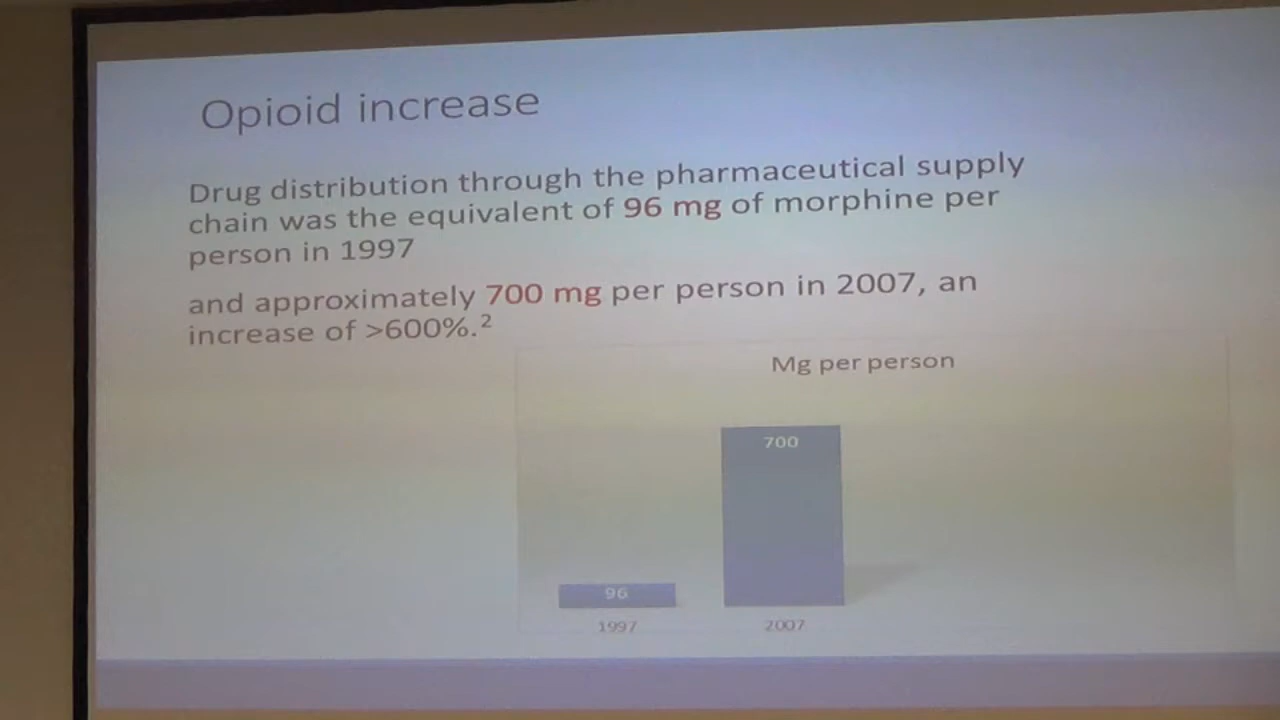 Opioid increase
Drug distribution through the pharmaceutical supply
chain was the equivalent of 96 mg of morphine per
person in 1997
and approximately 700 mg per person in 2007, an
increase of >600%.²
Mg per person
700
96
1997
2007